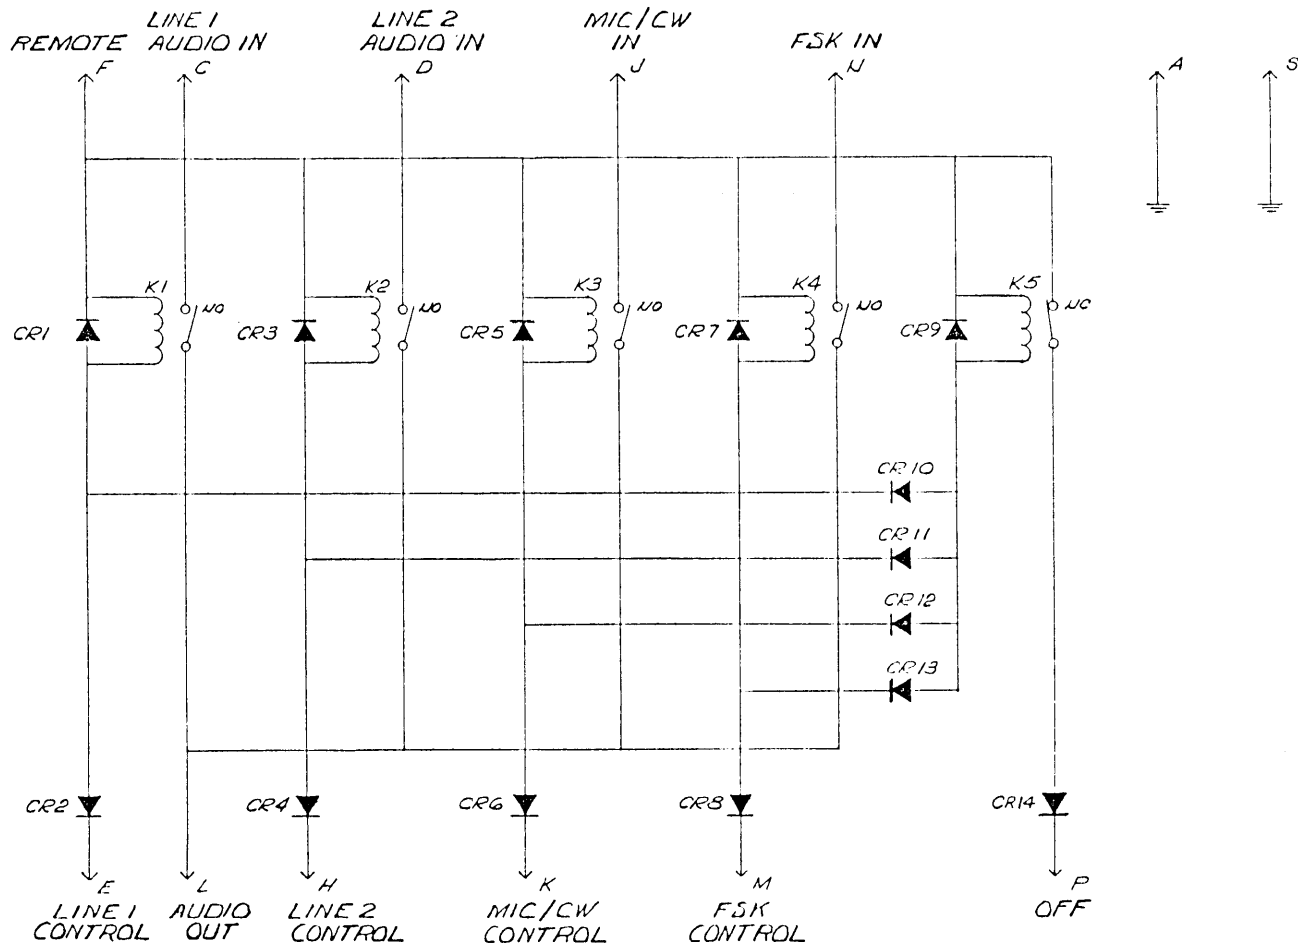 LINE 1
LINE 2
MIC/CW
REMOTE
AUDIO IN
AUDIO IN
IN
FSK IN
F
C
D
J
N
A
S
K1
K2
K3
K4
K5
NO
NO
NO
NO
NC
CR1
CR3
CR5
CR7
CR9
CR10
CR11
CR12
CR13
CR2
CR4
CR6
CR8
CR14
E
L
H
K
M
P
LINE 1
AUDIO
LINE 2
MIC/CW
FSK
OFF
CONTROL
OUT
CONTROL
CONTROL
CONTROL